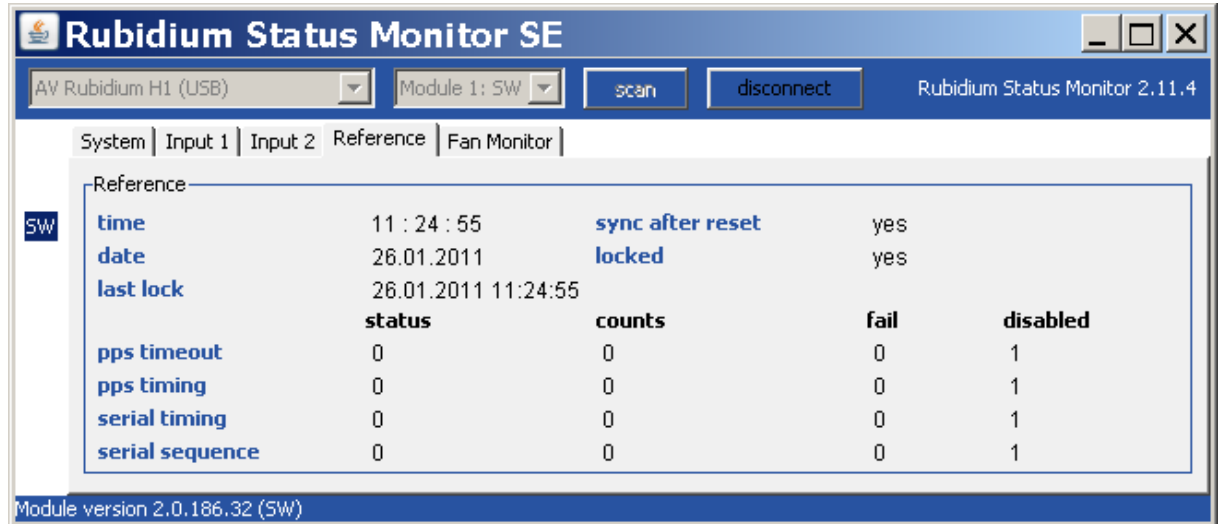 Rubidium Status Monitor SE
AV Rubidium H1 (USB) Module 1: SW scan disconnect Rubidium Status Monitor 2.11.4
System Input 1 Input 2 Reference Fan Monitor
Reference
SW time 11 : 24 : 55 sync after reset yes
date 26.01.2011 locked yes
last lock 26.01.2011 11:24:55
status counts fail disabled
pps timeout 0 0 0 1
pps timing 0 0 0 1
serial timing 0 0 0 1
serial sequence 0 0 0 1
Module version 2.0.186.32 (SW)